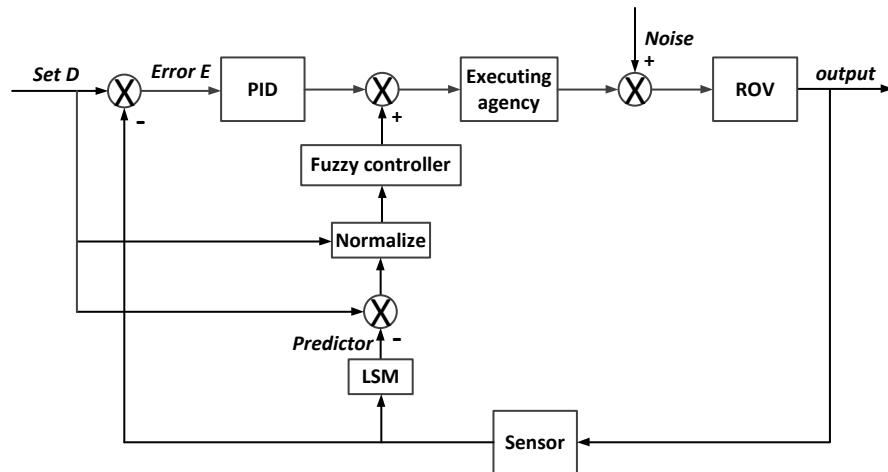 Set D
Error E
PID
Executing
agency
Noise
+
ROV
output
-
+
Fuzzy controller
Normalize
Predictor
-
LSM
Sensor